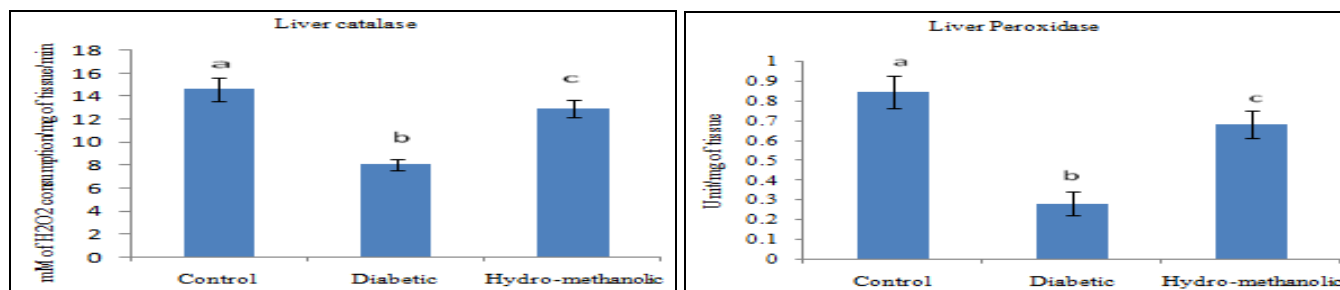 Liver catalase
mM of H2O2 consumption/mg of tissue/min
18
16
14
12
10
8
6
4
2
0
a
b
c
Control Diabetic Hydro-methanolic
Liver Peroxidase
Unit/mg of tissue
1
0.9
0.8
0.7
0.6
0.5
0.4
0.3
0.2
0.1
0
a
b
c
Control Diabetic Hydro-methanolic